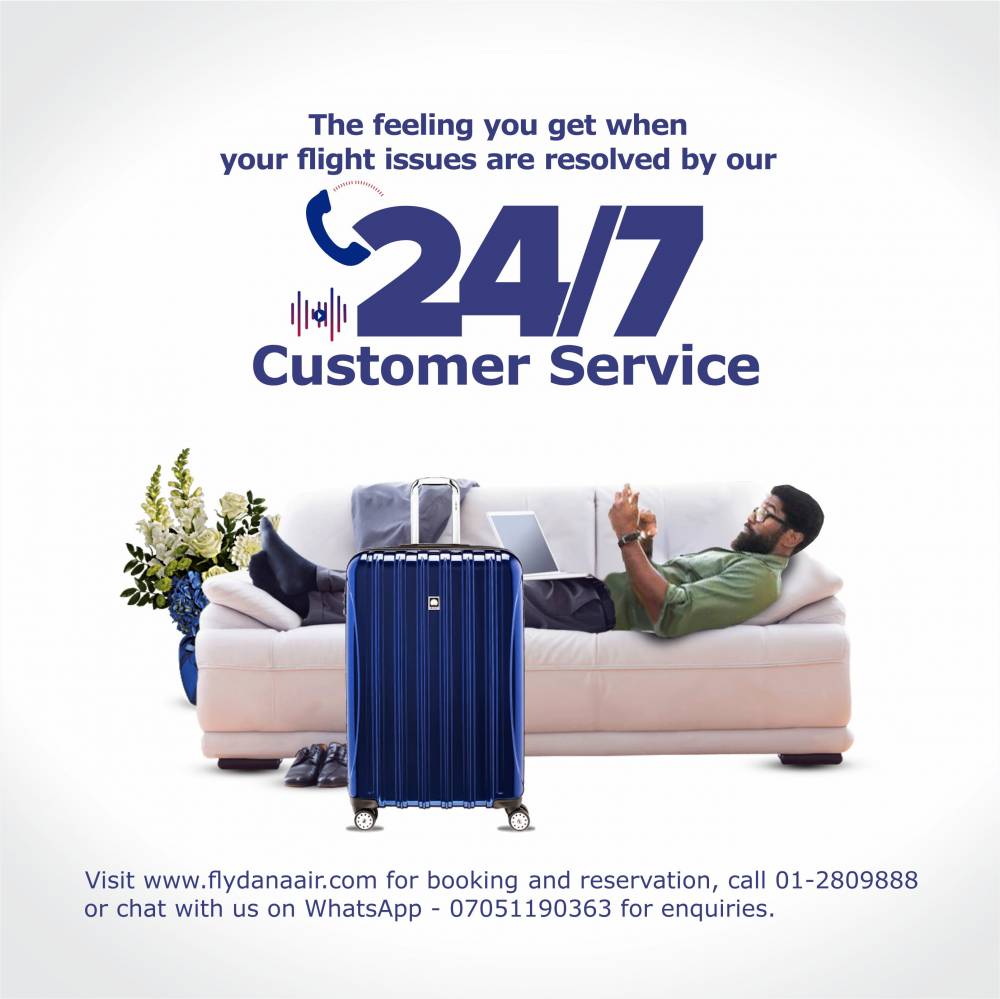 The feeling you get when
your flight issues are resolved by our
24/7
Customer Service
Visit www.flydanaair.com for booking and reservation, call 01-2809888
or chat with us on WhatsApp - 07051190363 for enquiries.